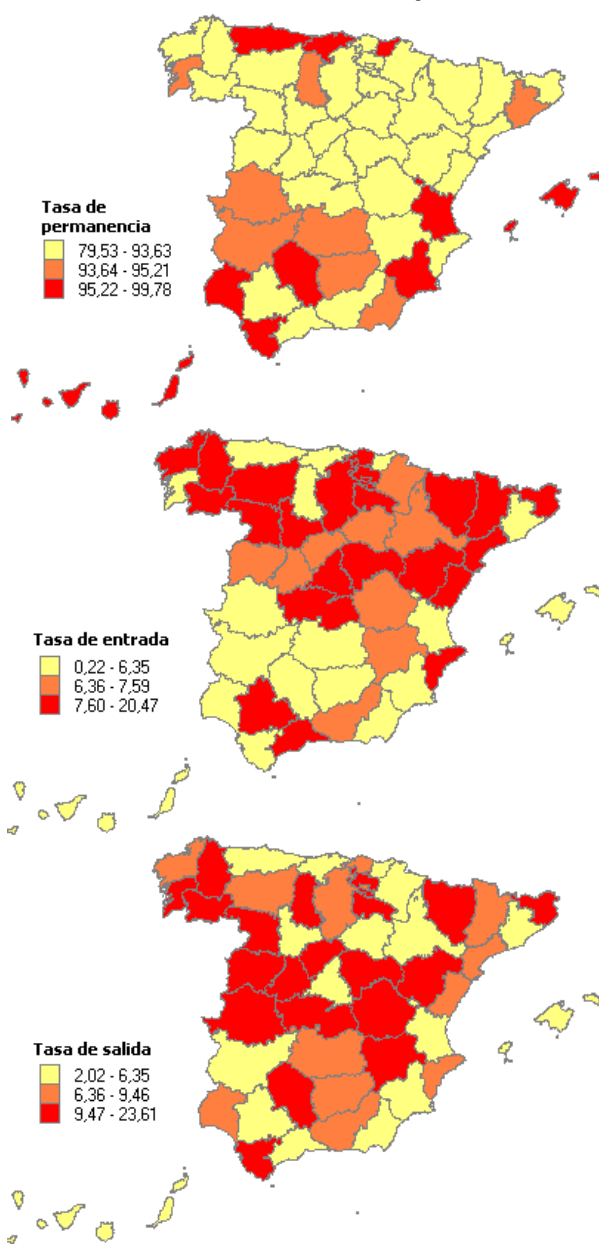 Tasa de
permanencia
79,53 - 93,63
93,64 - 95,21
95,22 - 99,78
Tasa de entrada
0,22 - 6,35
6,36 - 7,59
7,60 - 20,47
Tasa de salida
2,02 - 6,35
6,36 - 9,46
9,47 - 23,61